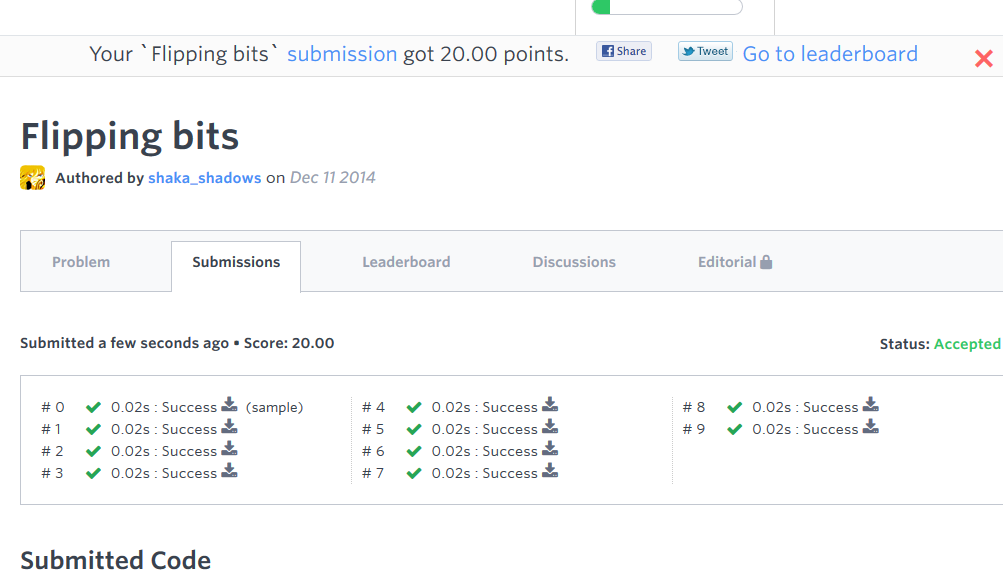 Your `Flipping bits` submission got 20.00 points. Share Tweet Go to leaderboard
Flipping bits
Authored by shaka_shadows on Dec 11 2014
Problem Submissions Leaderboard Discussions Editorial
Submitted a few seconds ago ▪ Score: 20.00 Status: Accepted
# 0 0.02s : Success (sample) # 4 0.02s : Success # 8 0.02s : Success
# 1 0.02s : Success # 5 0.02s : Success # 9 0.02s : Success
# 2 0.02s : Success # 6 0.02s : Success
# 3 0.02s : Success # 7 0.02s : Success
Submitted Code